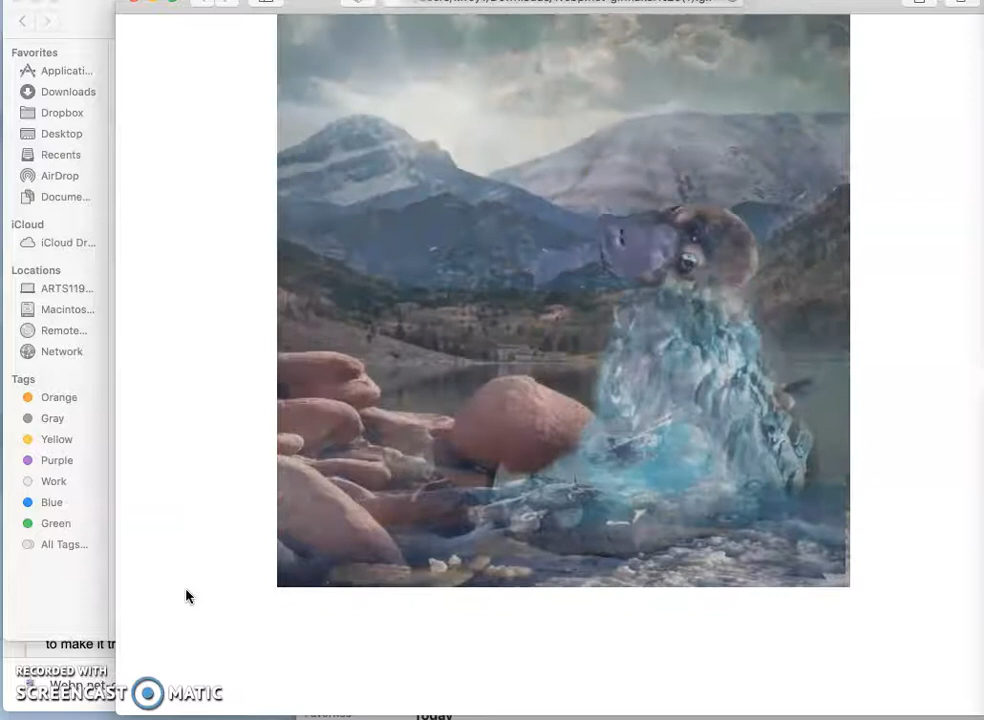 Favorites
Applicati...
Downloads
Dropbox
Desktop
Recents
AirDrop
Docume...
iCloud
iCloud Dr...
Locations
ARTS119...
Macintos...
Remote...
Network
Tags
Orange
Gray
Yellow
Purple
Work
Blue
Green
All Tags...
to make it
RECORDED WITH
SCREENCAST MATIC
Today